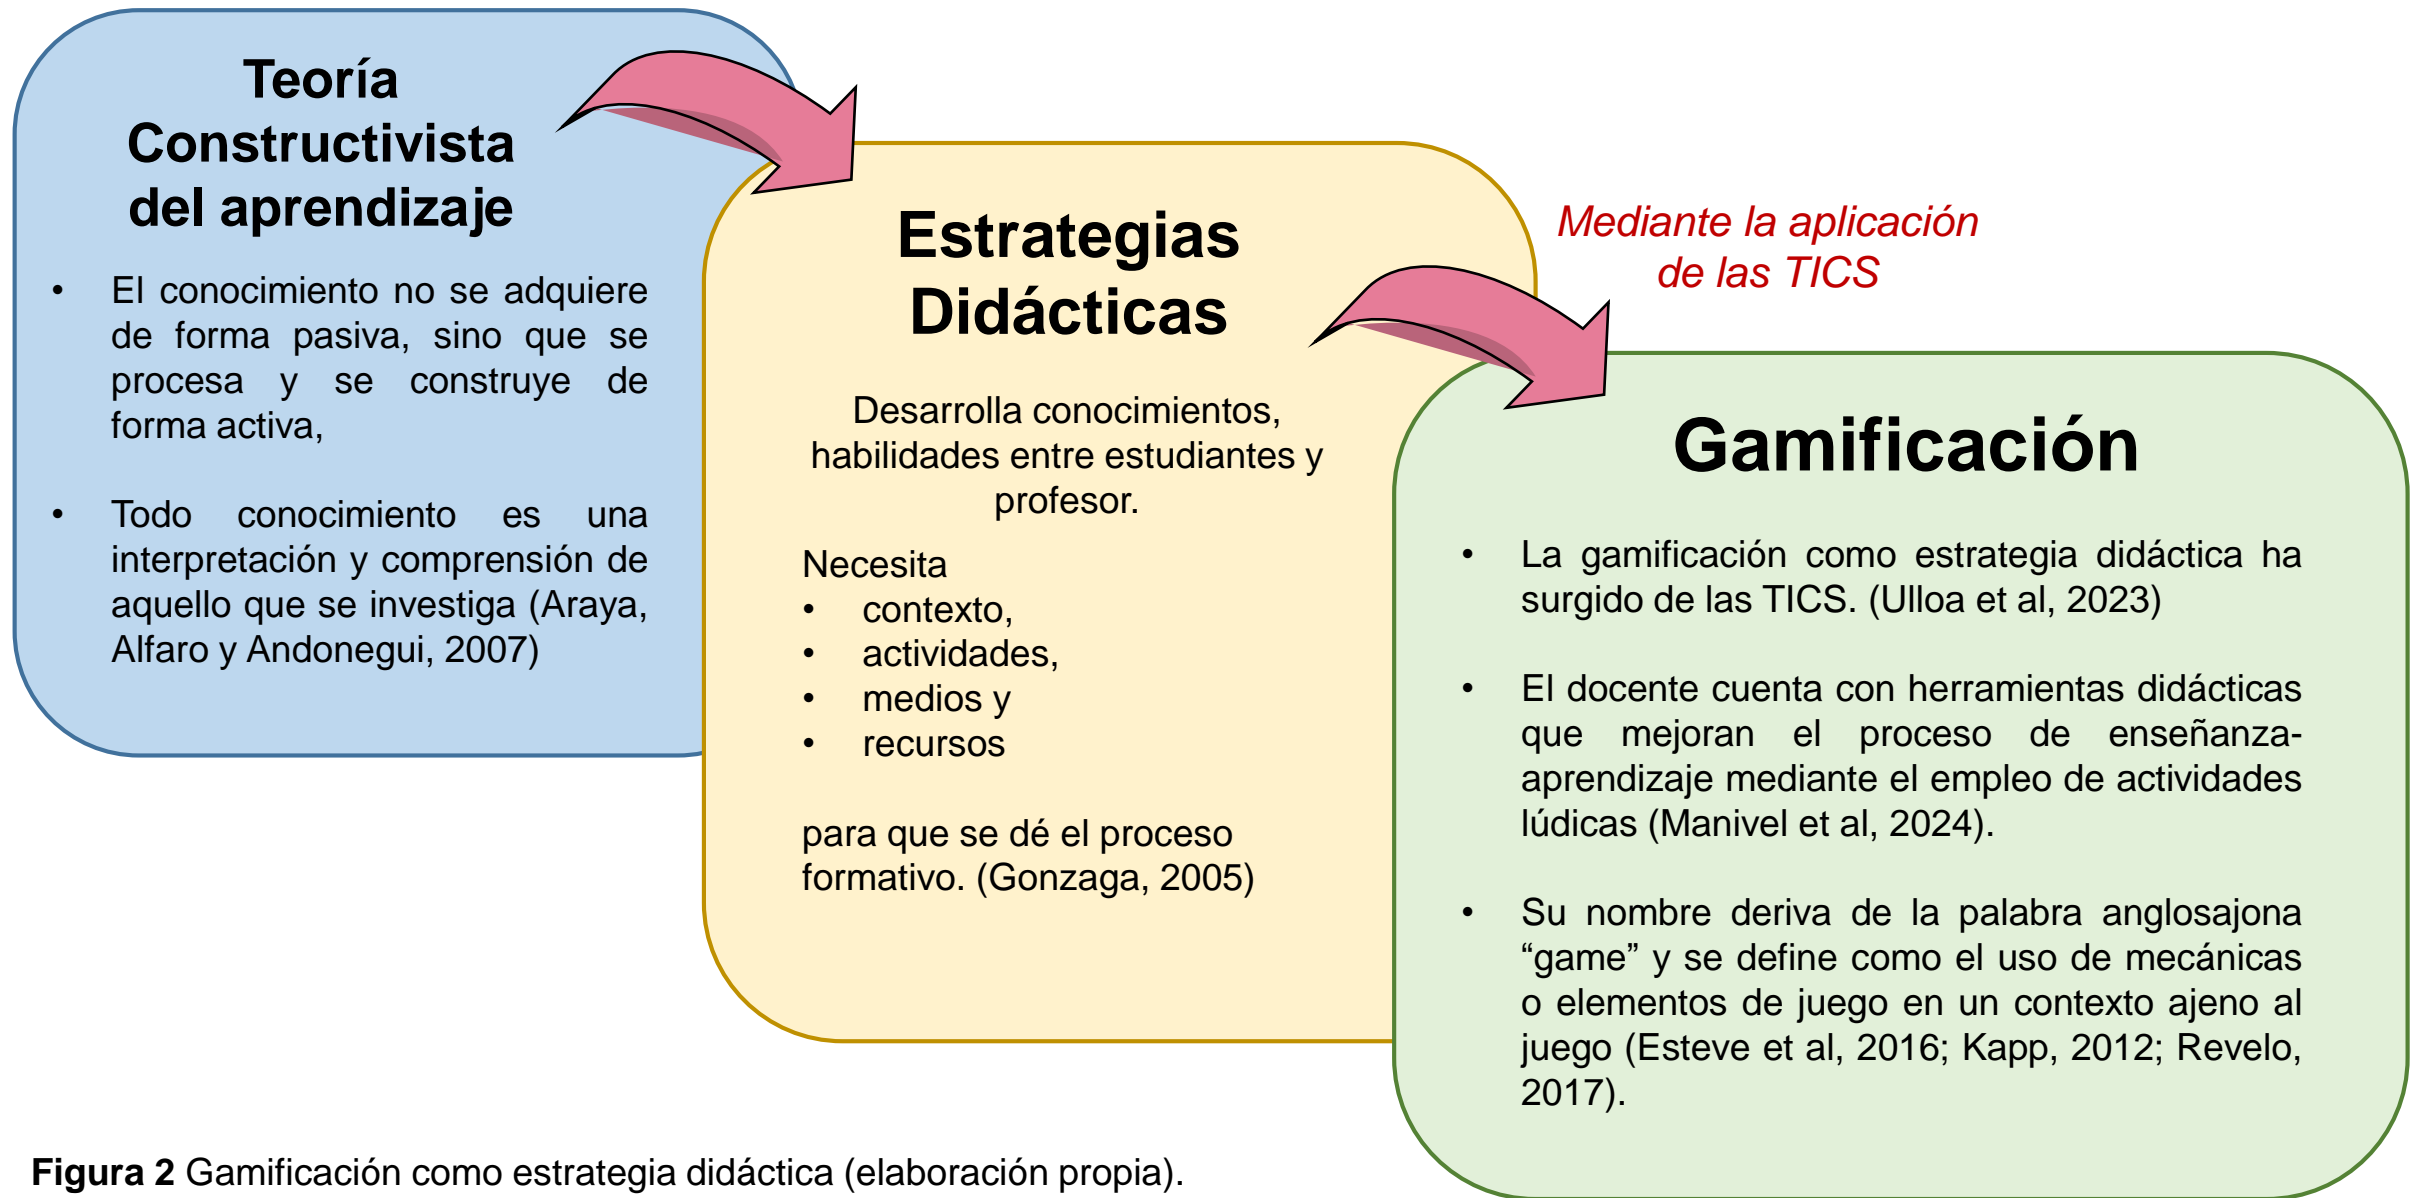 Teoría
Constructivista
del aprendizaje
• El conocimiento no se adquiere
de forma pasiva, sino que se
procesa y se construye de
forma activa,
• Todo conocimiento es una
interpretación y comprensión de
aquello que se investiga (Araya,
Alfaro y Andonegui, 2007)
Estrategias
Didácticas
Desarrolla conocimientos,
habilidades entre estudiantes y
profesor.
Necesita
• contexto,
• actividades,
• medios y
• recursos
para que se dé el proceso
formativo. (Gonzaga, 2005)
Mediante la aplicación
de las TICS
Gamificación
• La gamificación como estrategia didáctica ha
surgido de las TICS. (Ulloa et al, 2023)
• El docente cuenta con herramientas didácticas
que mejoran el proceso de enseñanza-
aprendizaje mediante el empleo de actividades
lúdicas (Manivel et al, 2024).
• Su nombre deriva de la palabra anglosajona
“game” y se define como el uso de mecánicas
o elementos de juego en un contexto ajeno al
juego (Esteve et al, 2016; Kapp, 2012; Revelo,
2017).
Figura 2 Gamificación como estrategia didáctica (elaboración propia).